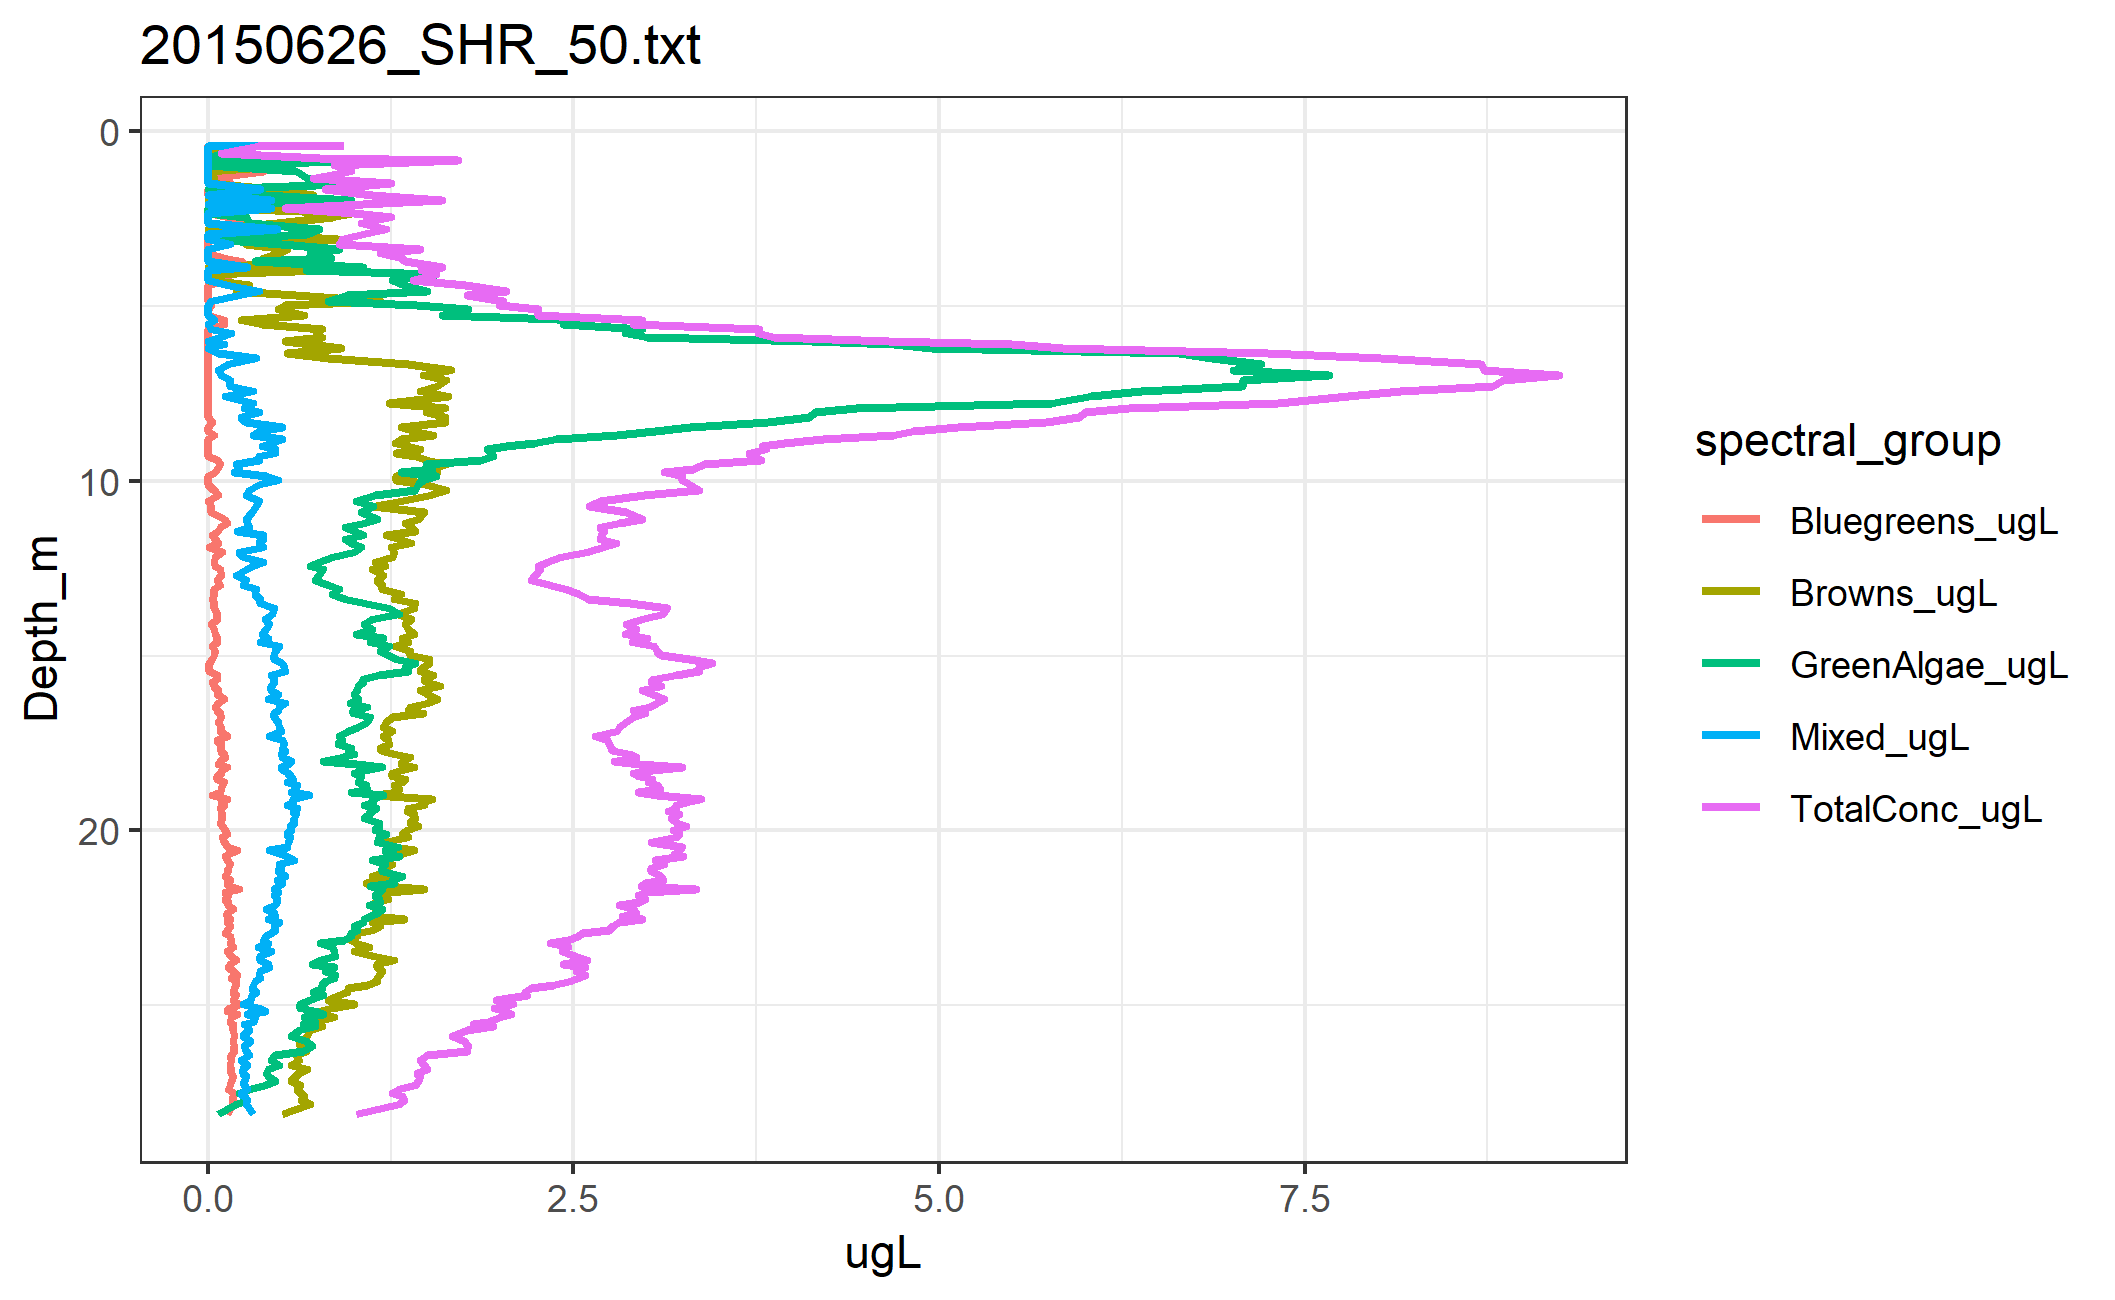 20150626_SHR_50.txt
0
10
20
Depth_m
0.0
2.5
5.0
7.5
ugL
spectral_group
Bluegreens_ugL
Browns_ugL
GreenAlgae_ugL
Mixed_ugL
TotalConc_ugL